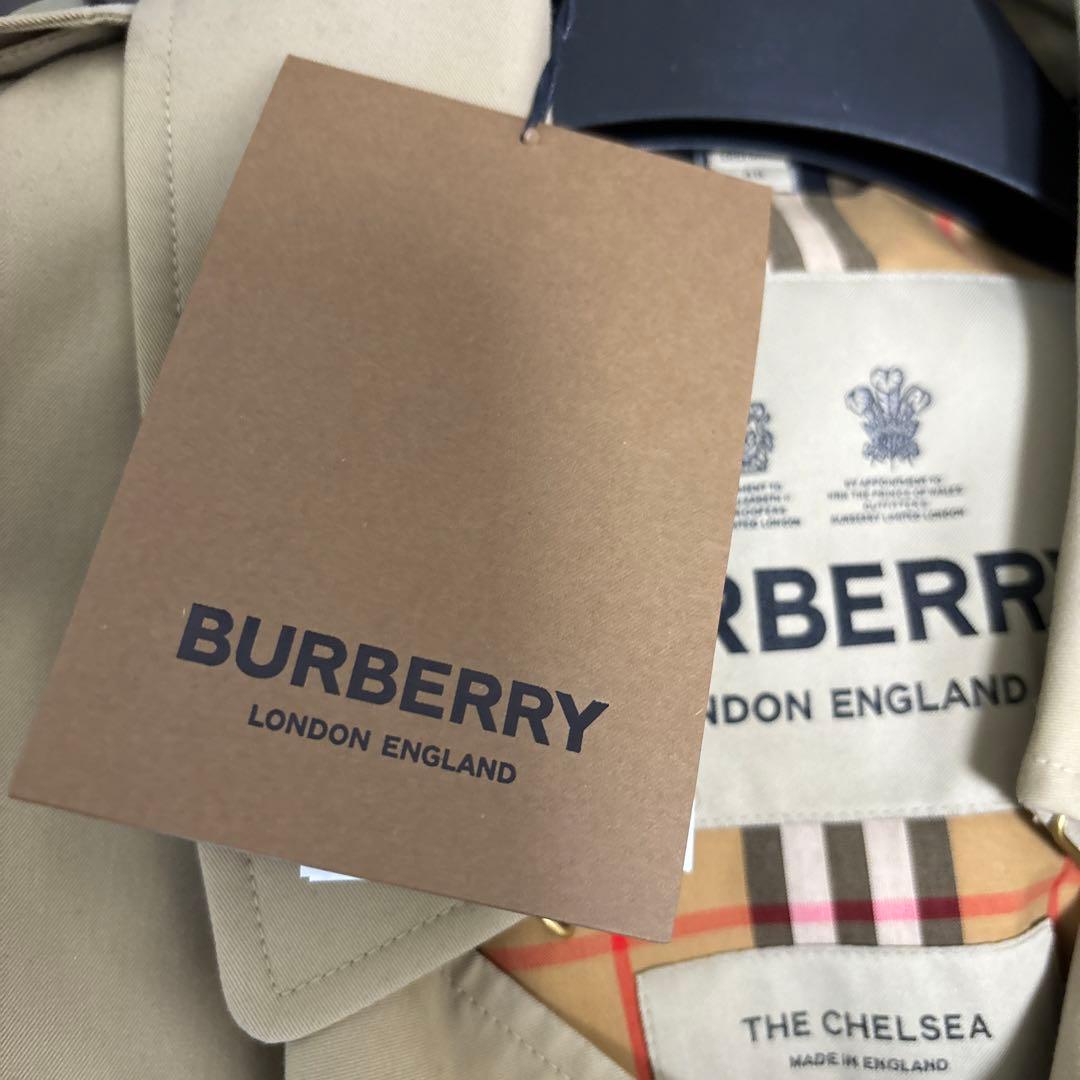 BURBERRY
LONDON ENGLAND
BY APPOINTMENT TO
HRH THE PRINCE OF WALES
OUTFITTERS
BURBERRY LIMITED LONDON
RBERRY
NDON ENGLAND
THE CHELSEA
MADE IN ENGLAND